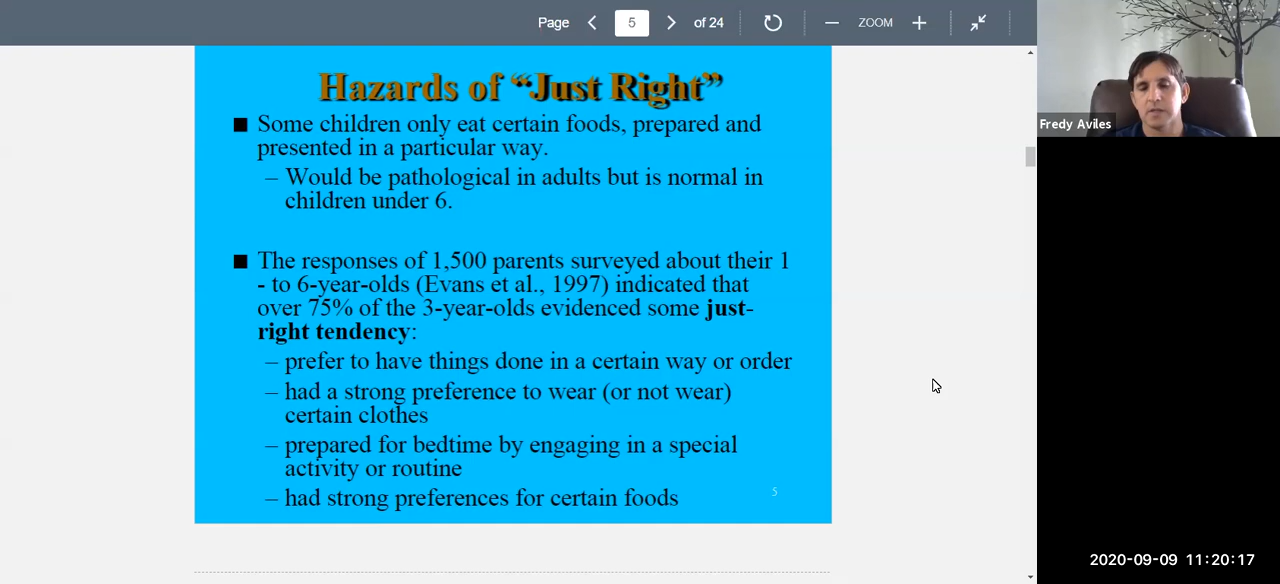 Page 5 of 24 ZOOM
Hazards of “Just Right”
■ Some children only eat certain foods, prepared and
presented in a particular way.
– Would be pathological in adults but is normal in
children under 6.
■ The responses of 1,500 parents surveyed about their 1
- to 6-year-olds (Evans et al., 1997) indicated that
over 75% of the 3-year-olds evidenced some just-
right tendency:
– prefer to have things done in a certain way or order
– had a strong preference to wear (or not wear)
certain clothes
– prepared for bedtime by engaging in a special
activity or routine
– had strong preferences for certain foods
5
Fredy Aviles
2020-09-09 11:20:17